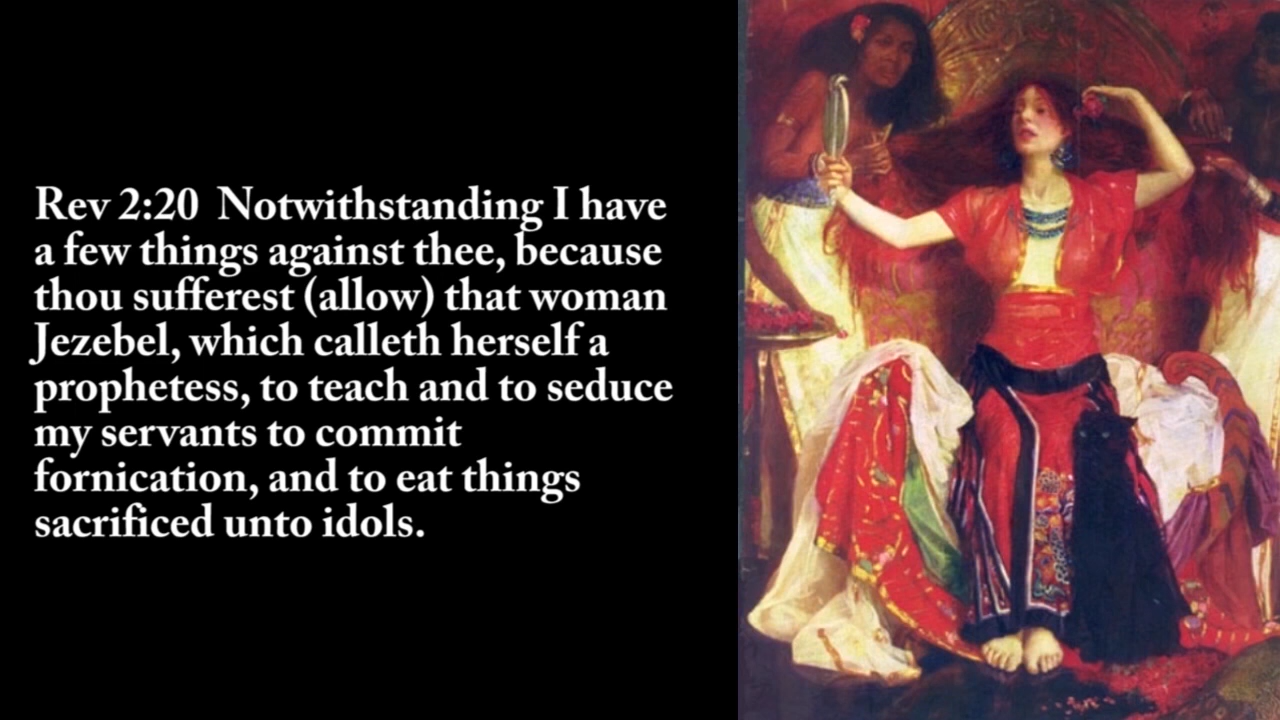 Rev 2:20  Notwithstanding I have
a few things against thee, because
thou sufferest (allow) that woman
Jezebel, which calleth herself a
prophetess, to teach and to seduce
my servants to commit
fornication, and to eat things
sacrificed unto idols.